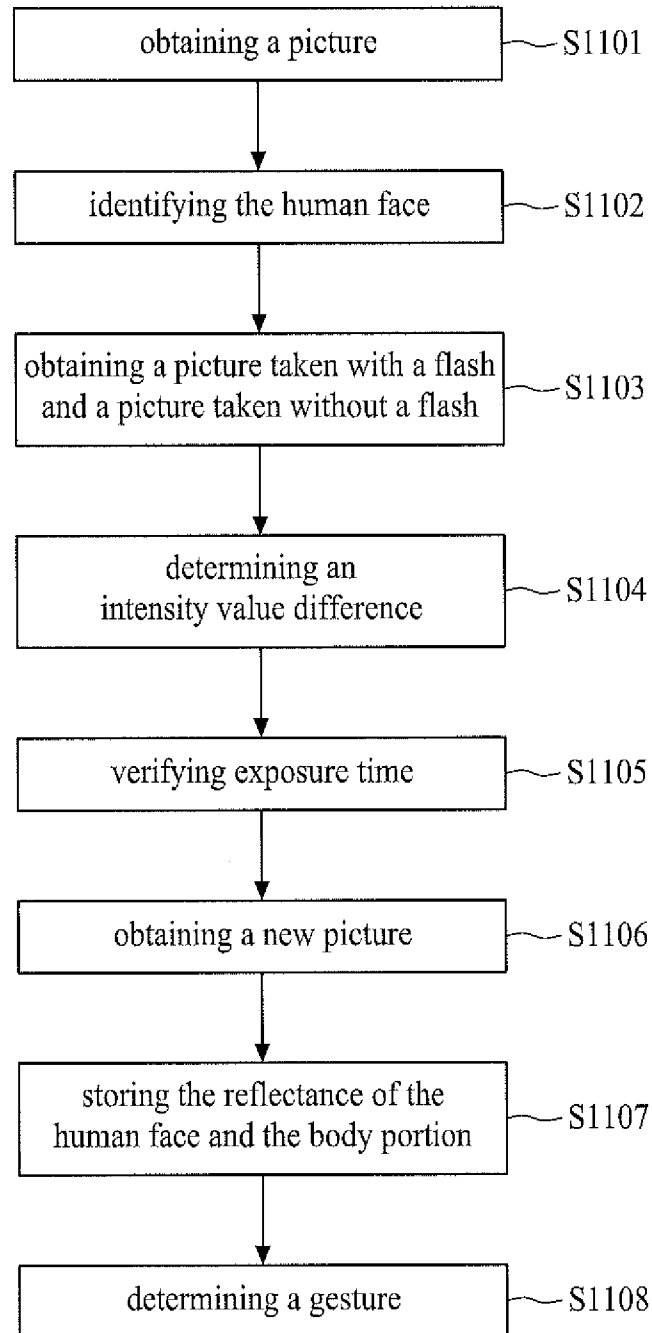 obtaining a picture
S1101
identifying the human face
S1102
obtaining a picture taken with a flash
and a picture taken without a flash
S1103
determining an
intensity value difference
S1104
verifying exposure time
S1105
obtaining a new picture
S1106
storing the reflectance of the
human face and the body portion
S1107
determining a gesture
S1108